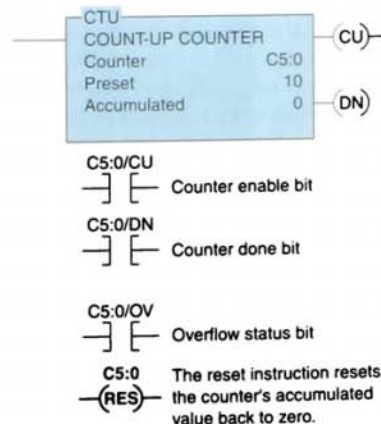 CTU
COUNT-UP COUNTER
Counter C5:0
Preset 10
Accumulated 0
CU
DN
C5:0/CU
Counter enable bit
C5:0/DN
Counter done bit
C5:0/OV
Overflow status bit
C5:0
RES
The reset instruction resets
the counter's accumulated
value back to zero.